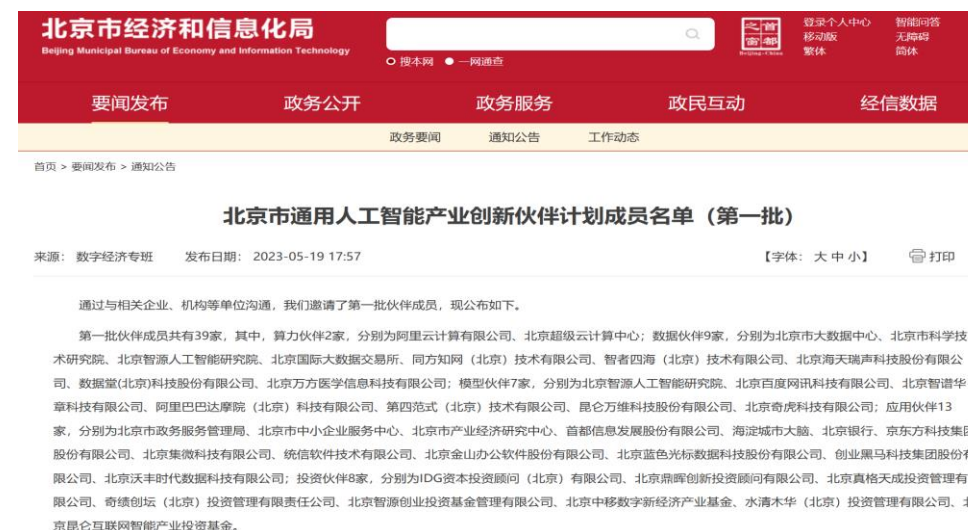 北京市经济和信息化局
Beijing Municipal Bureau of Economy and Information Technology
搜本网 一网通查
首都之窗
Beijing-China
登录个人中心 智能问答
移动版 无障碍
繁体 简体
要闻发布 政务公开 政务服务 政民互动 经信数据
政务要闻 通知公告 工作动态
首页 > 要闻发布 > 通知公告
北京市通用人工智能产业创新伙伴计划成员名单（第一批）
来源： 数字经济专班 发布日期： 2023-05-19 17:57 【字体： 大 中 小】 打印
通过与相关企业、机构等单位沟通，我们邀请了第一批伙伴成员，现公布如下。
第一批伙伴成员共有39家，其中，算力伙伴2家，分别为阿里云计算有限公司、北京超级云计算中心；数据伙伴9家，分别为北京市大数据中心、北京市科学技
术研究院、北京智源人工智能研究院、北京国际大数据交易所、同方知网（北京）技术有限公司、智者四海（北京）技术有限公司、北京海天瑞声科技股份有限公
司、数据堂(北京)科技股份有限公司、北京万方医学信息科技有限公司；模型伙伴7家，分别为北京智源人工智能研究院、北京百度网讯科技有限公司、北京智谱华
章科技有限公司、阿里巴巴达摩院（北京）科技有限公司、第四范式（北京）技术有限公司、昆仑万维科技股份有限公司、北京奇虎科技有限公司；应用伙伴13
家，分别为北京市政务服务管理局、北京市中小企业服务中心、北京市产业经济研究中心、首都信息发展股份有限公司、海淀城市大脑、北京银行、京东方科技集团
股份有限公司、北京集微科技有限公司、统信软件技术有限公司、北京金山办公软件股份有限公司、北京蓝色光标数据科技股份有限公司、创业黑马科技集团股份有
限公司、北京沃丰时代数据科技有限公司；投资伙伴8家，分别为IDG资本投资顾问（北京）有限公司、北京鼎晖创新投资顾问有限公司、北京真格天成投资管理有
限公司、奇绩创坛（北京）投资管理有限责任公司、北京智源创业投资基金管理有限公司、北京中移数字新经济产业基金、水清木华（北京）投资管理有限公司、北
京昆仑互联网智能产业投资基金。